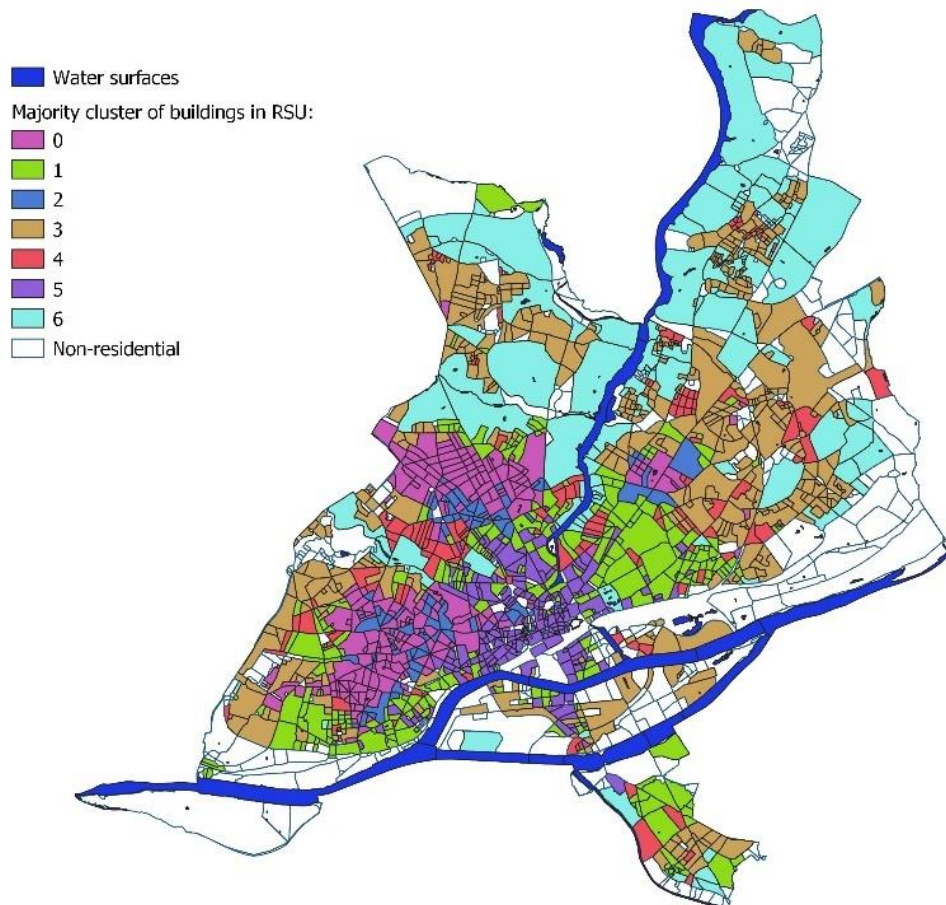 Water surfaces
Majority cluster of buildings in RSU:
0
1
2
3
4
5
6
Non-residential